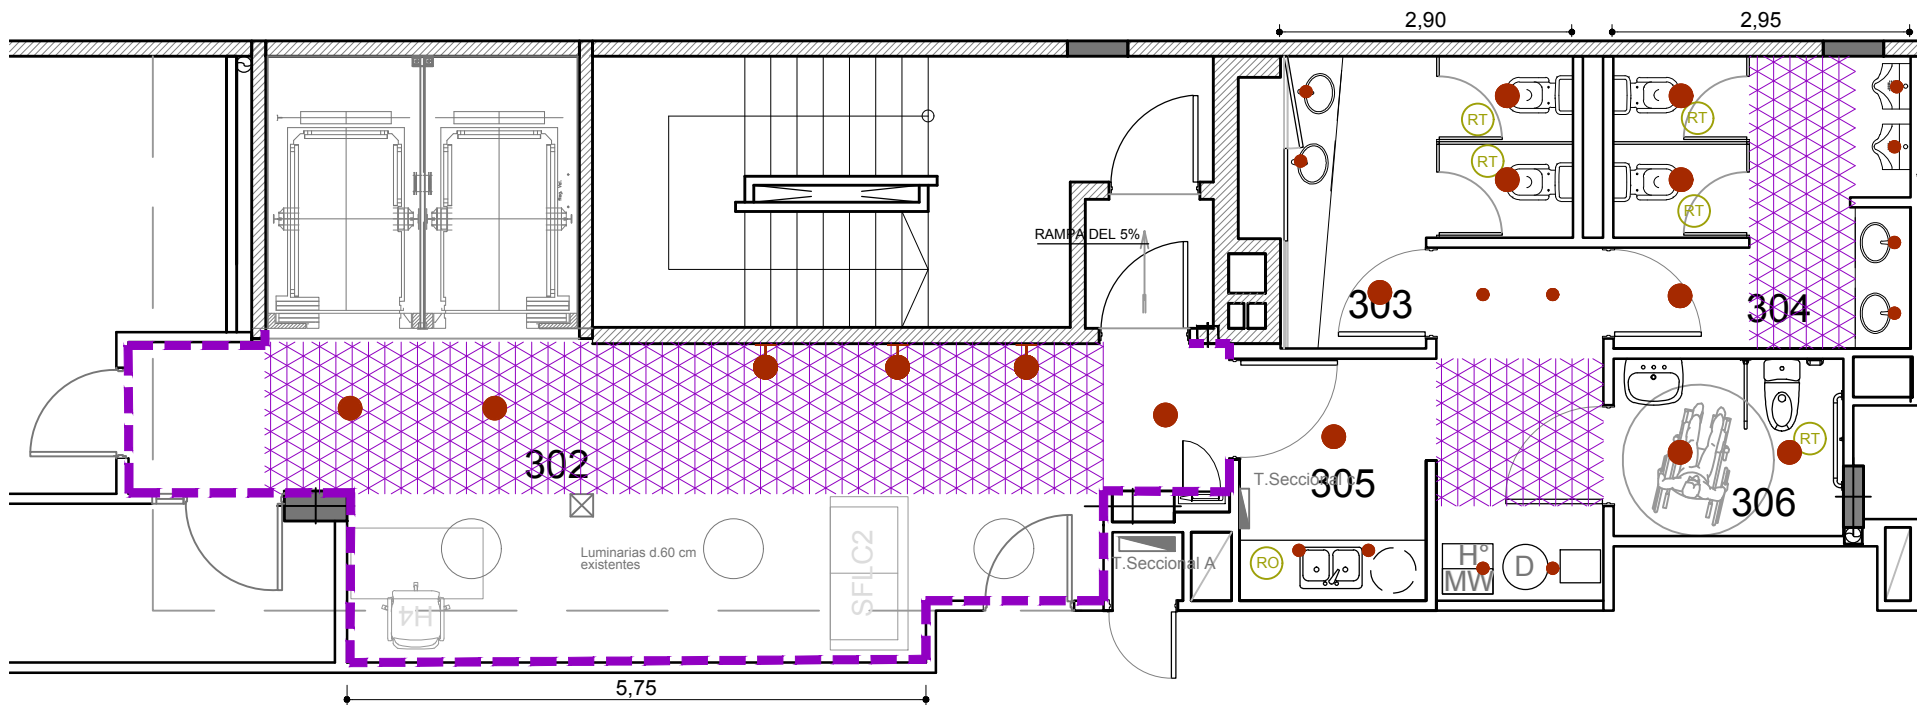 2,90
2,95
RT
RT
RT
RT
RAMPA DEL 5%
303
304
302
T.Seccional c
305
RT
306
Luminarias d.60 cm
existentes
SFLC2
T.Seccional A
RO
H°
MW
D
H4
5,75